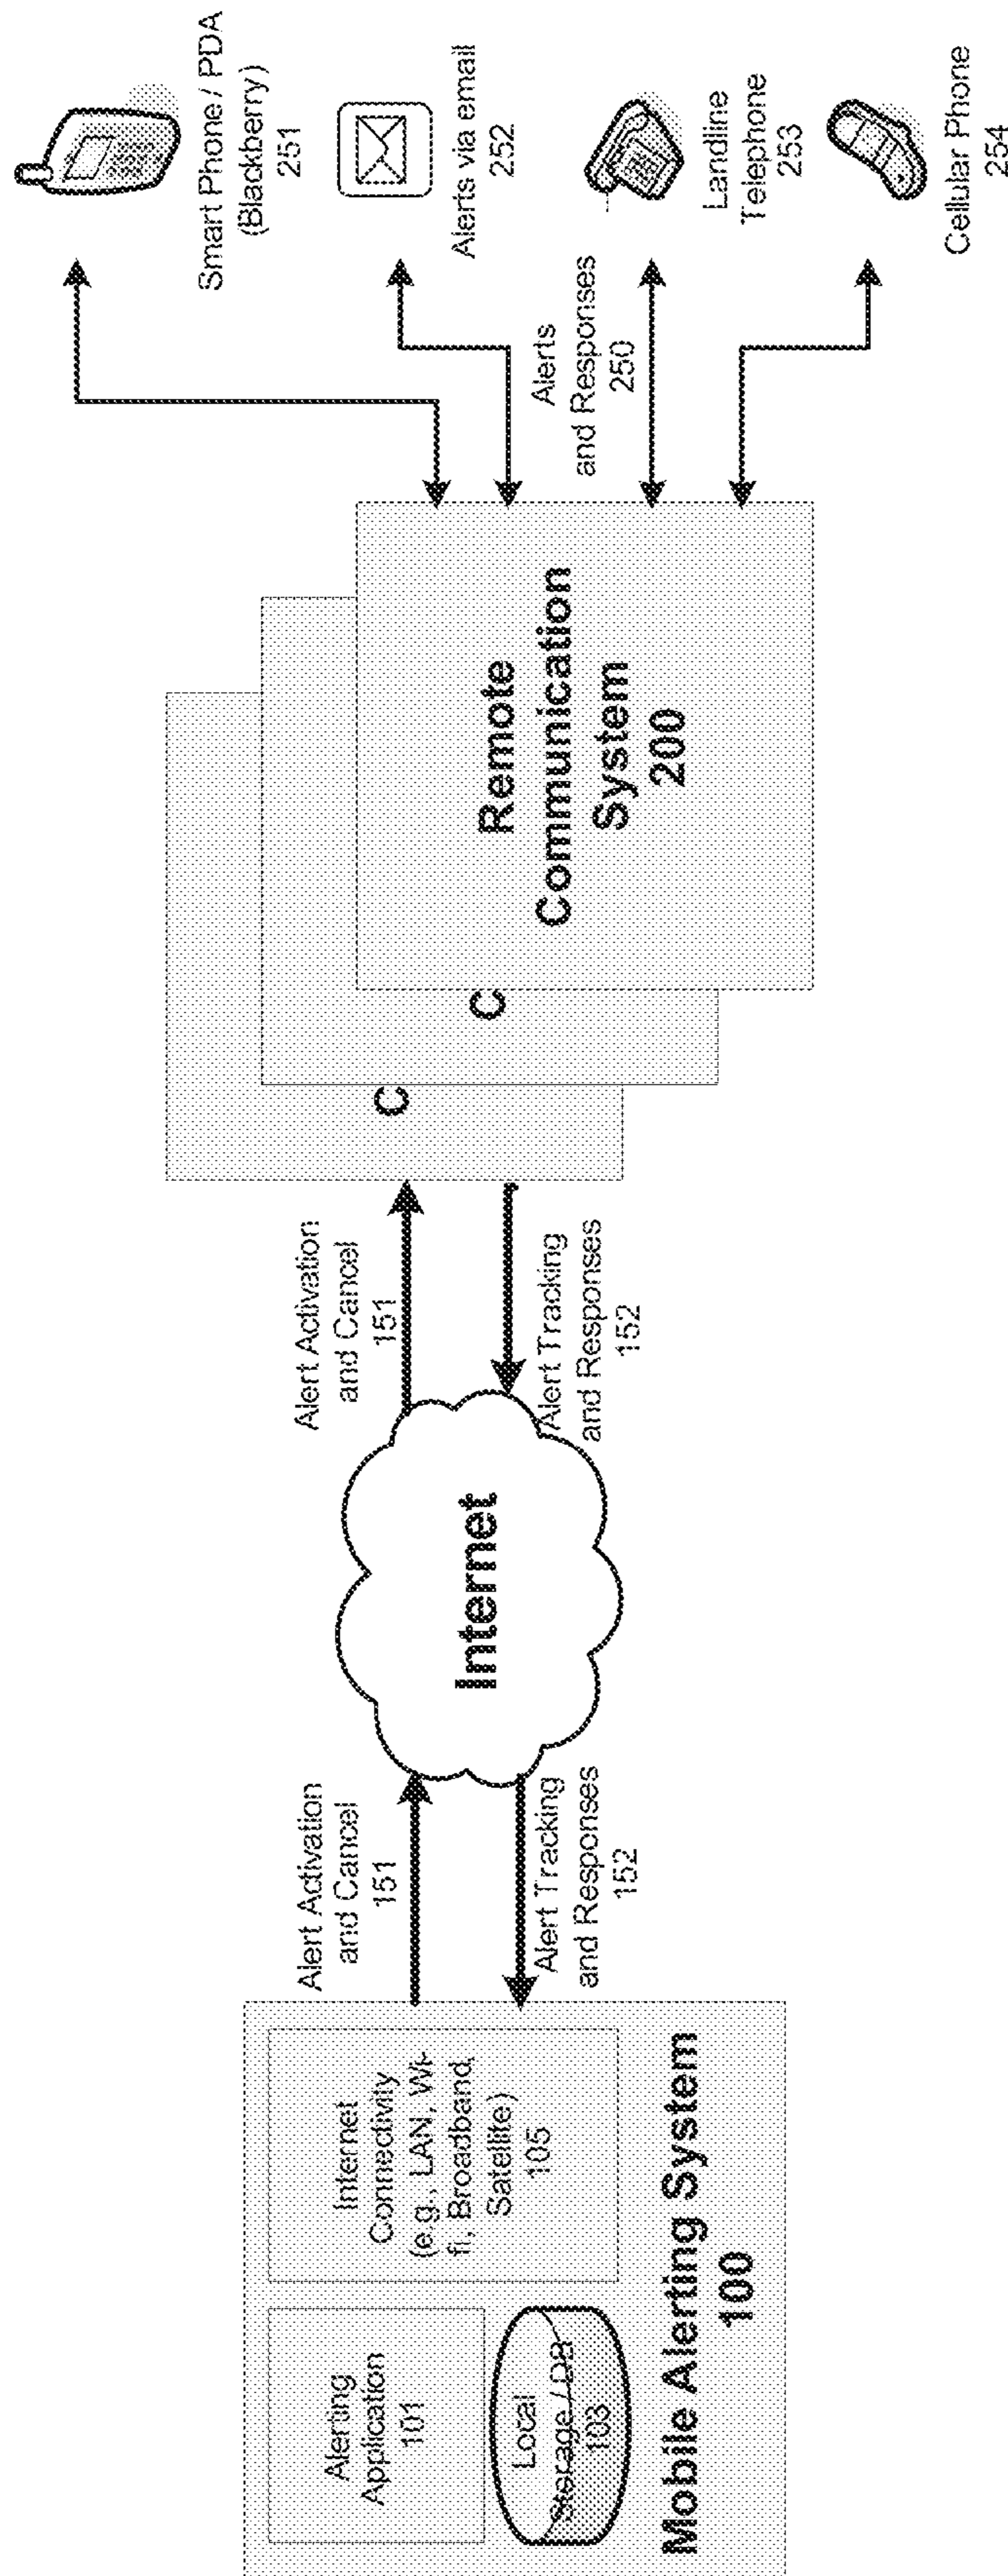 Alerting
Application
101
Local
Storage / DB
103
Internet
Connectivity
(e.g., LAN, Wi-
fi, Broadband,
Satellite)
105
Mobile Alerting System
100
Alert Activation
and Cancel
151
Alert Tracking
and Responses
152
Internet
Alert Activation
and Cancel
151
Alert Tracking
and Responses
152
C
C
Remote
Communication
System
200
Alerts
and Responses
250
Smart Phone / PDA
(Blackberry)
251
Alerts via email
252
Landline
Telephone
253
Cellular Phone
254